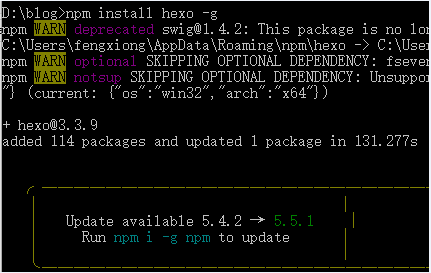 D:\blog>npm install hexo -g
npm WARN deprecated swig@1.4.2: This package is no lon
C:\Users\fengxiong\AppData\Roaming\npm\hexo -> C:\User
npm WARN optional SKIPPING OPTIONAL DEPENDENCY: fseve
npm WARN notsup SKIPPING OPTIONAL DEPENDENCY: Unsuppo
"} (current: {"os":"win32","arch":"x64"})
+ hexo@3.3.9
added 114 packages and updated 1 package in 131.277s
Update available 5.4.2 → 5.5.1
Run npm i -g npm to update